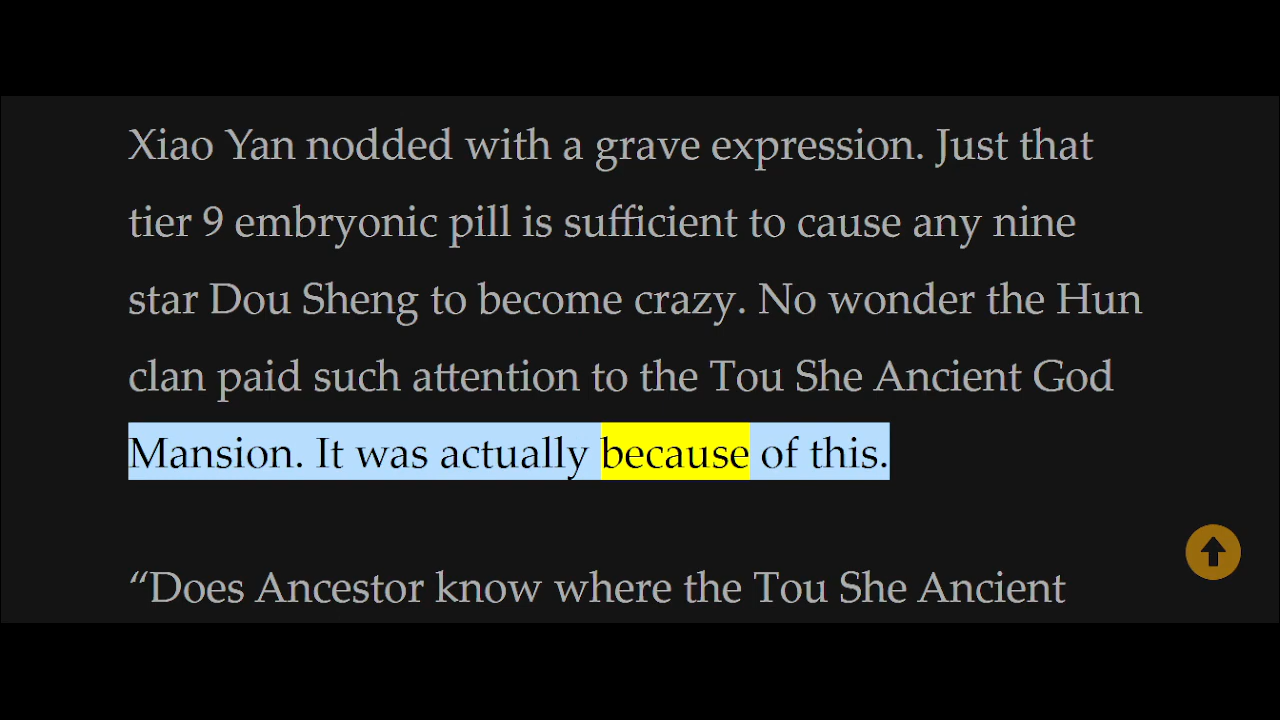 Xiao Yan nodded with a grave expression. Just that
tier 9 embryonic pill is sufficient to cause any nine
star Dou Sheng to become crazy. No wonder the Hun
clan paid such attention to the Tou She Ancient God
Mansion. It was actually because of this.
“Does Ancestor know where the Tou She Ancient